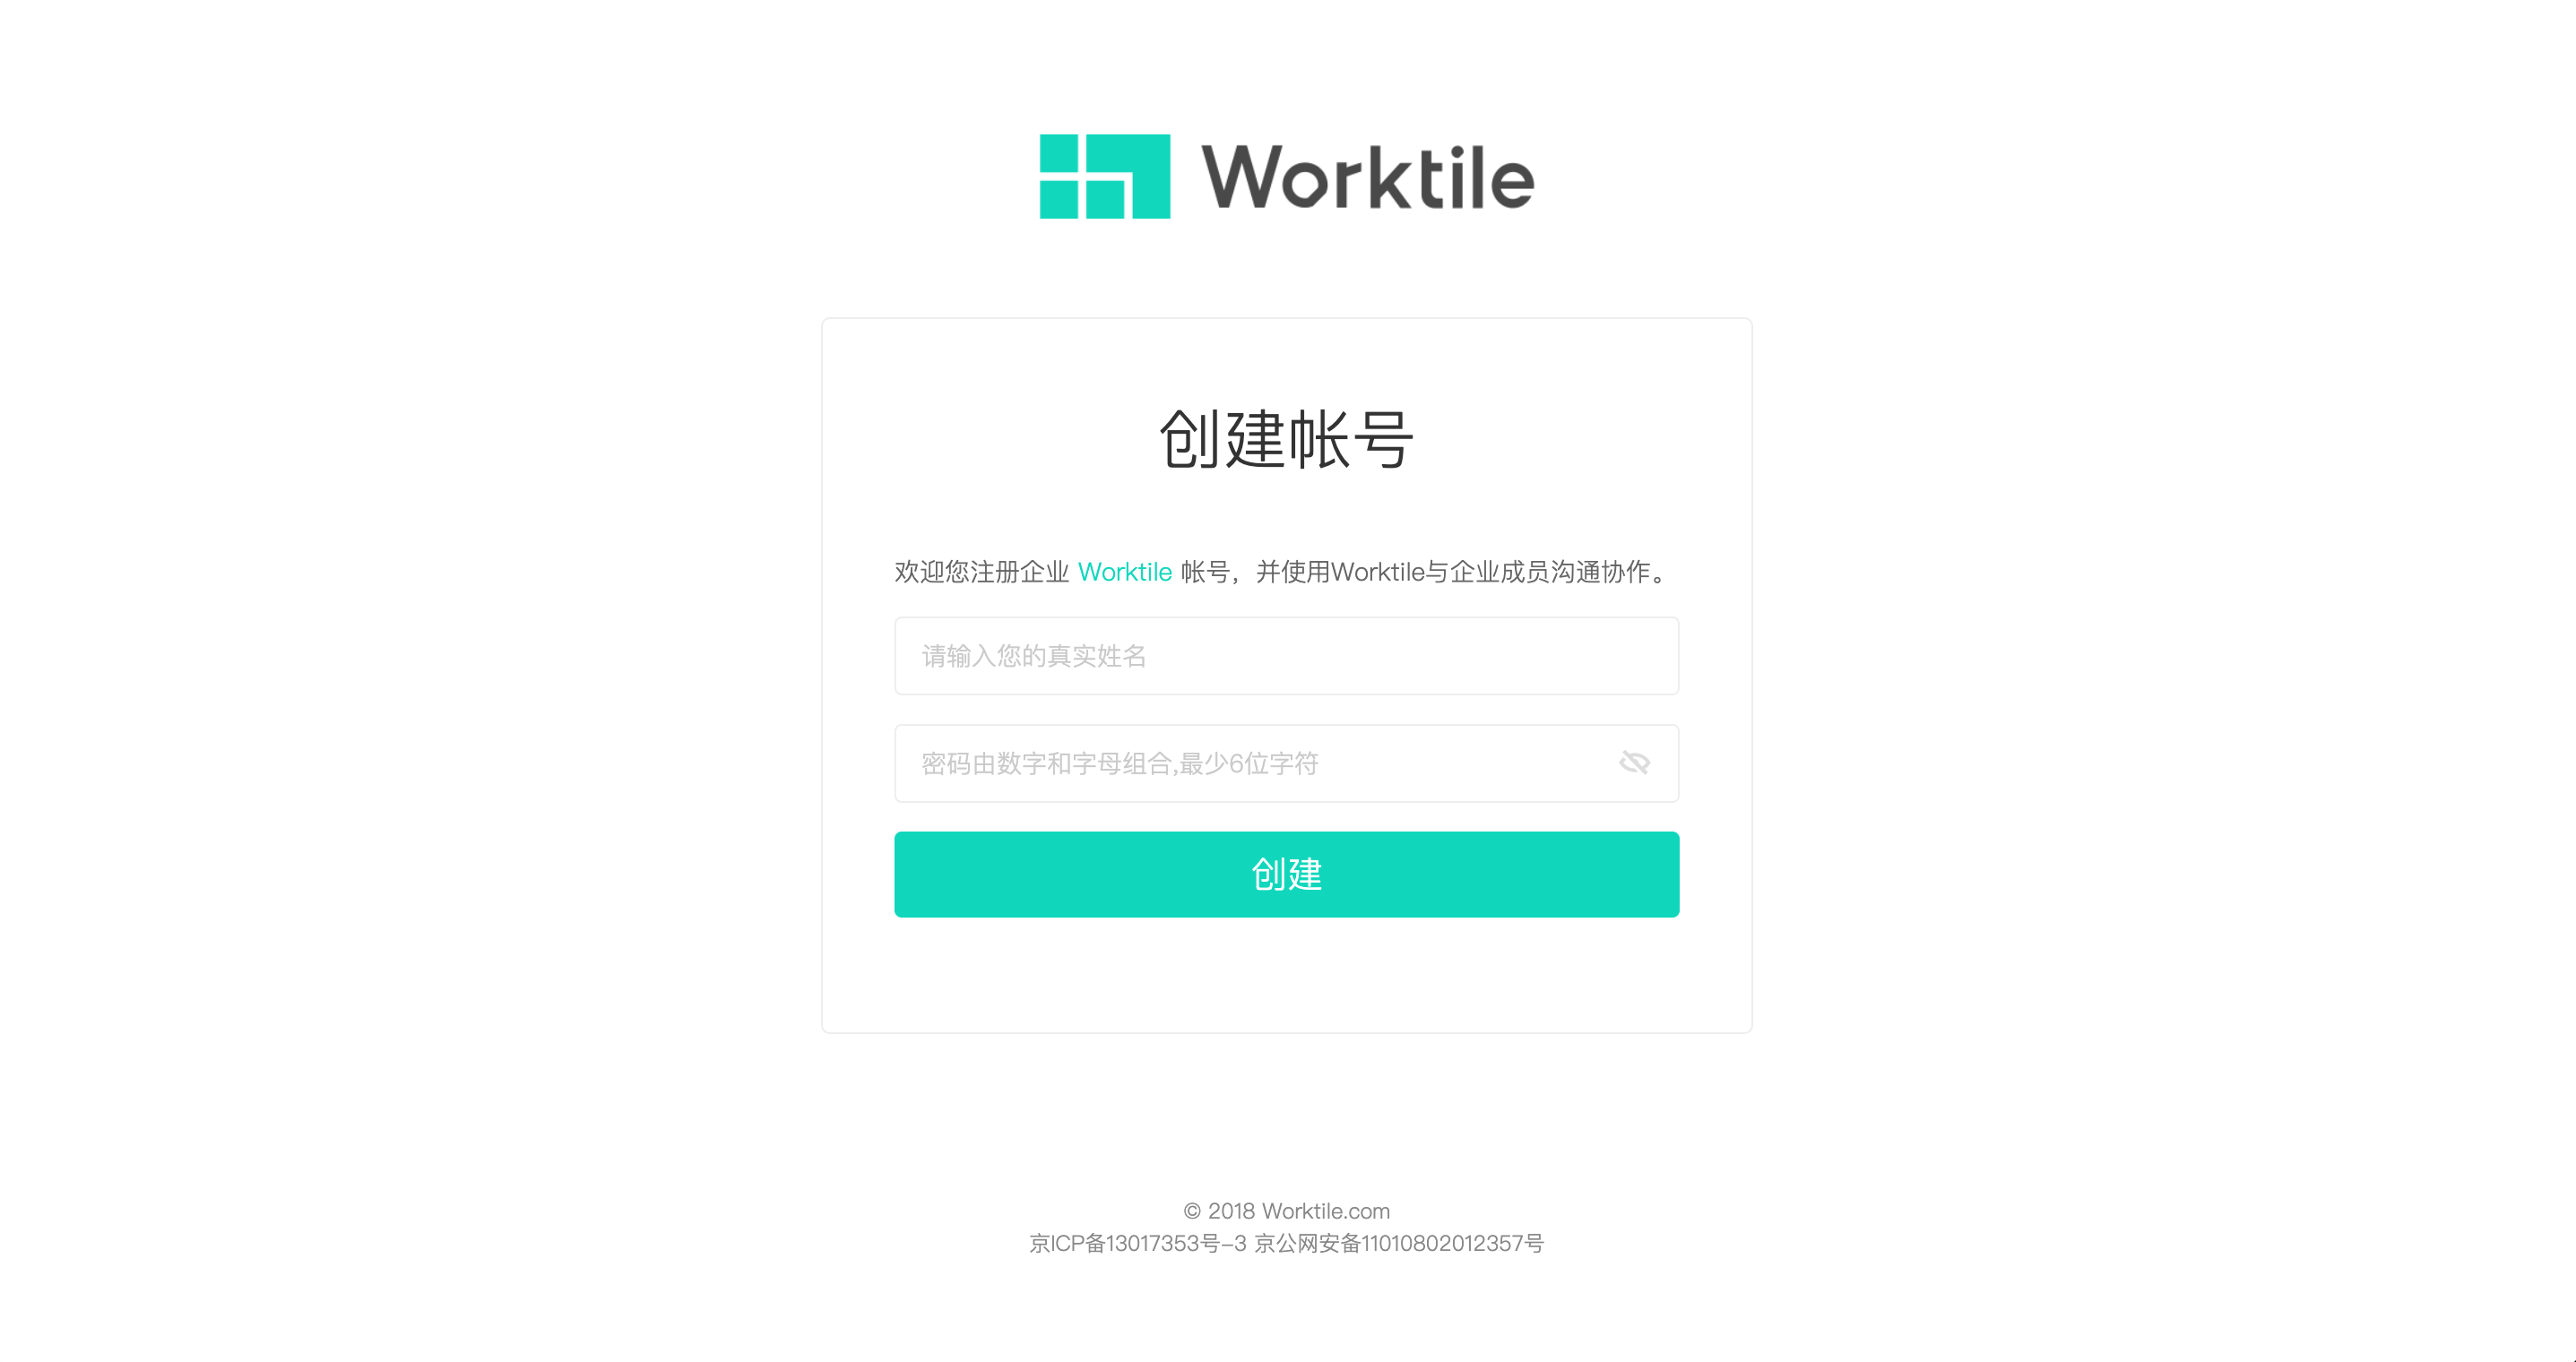 Worktile
创建帐号
欢迎您注册企业 Worktile 帐号，并使用Worktile与企业成员沟通协作。
请输入您的真实姓名
密码由数字和字母组合,最少6位字符
创建
© 2018 Worktile.com
京ICP备13017353号-3 京公网安备11010802012357号